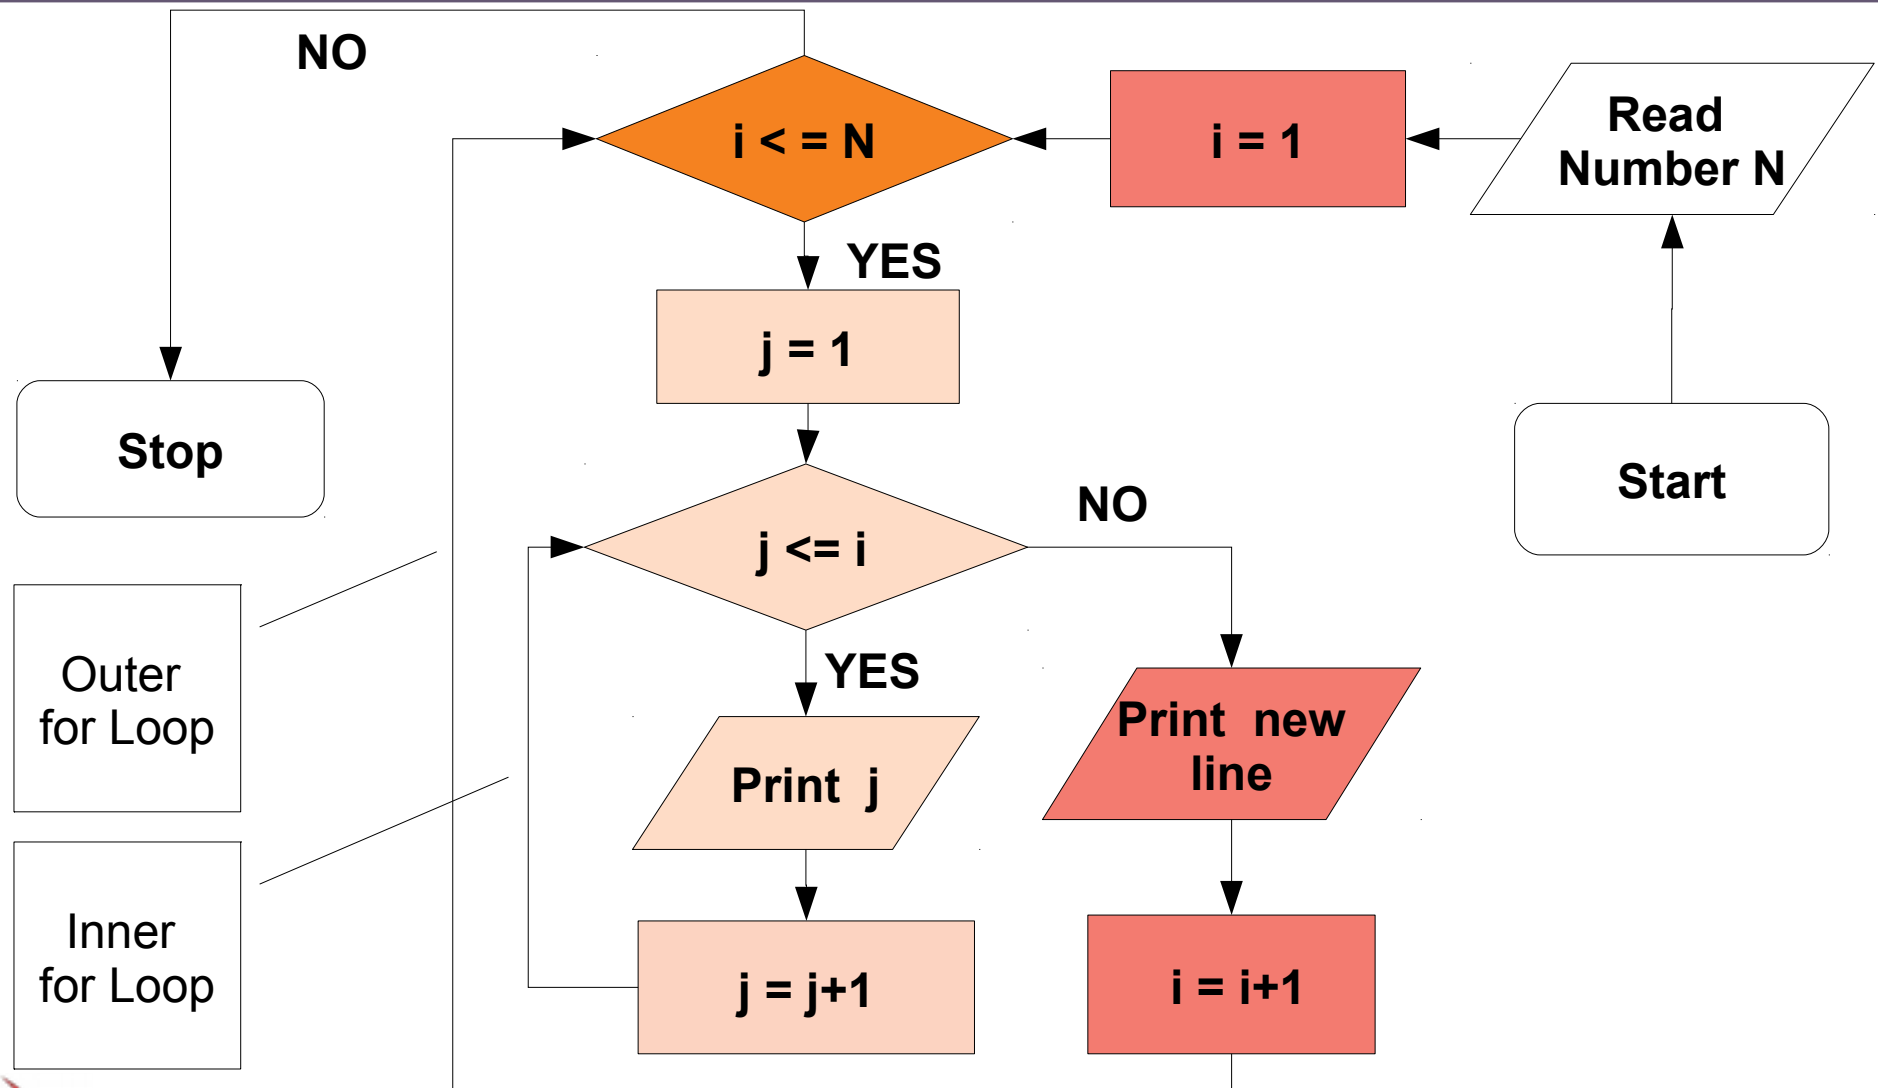 NO
i < = N
i = 1
Read
Number N
YES
j = 1
Stop
Start
NO
j <= i
YES
Outer
for Loop
Print j
Print new
line
Inner
for Loop
j = j+1
i = i+1